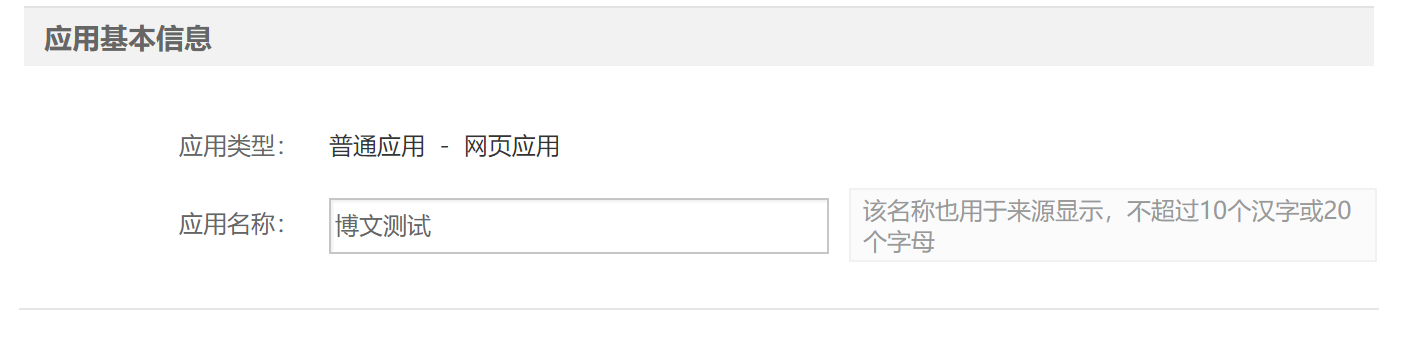 应用基本信息
应用类型： 普通应用 - 网页应用
应用名称： 博文测试
该名称也用于来源显示，不超过10个汉字或20
个字母